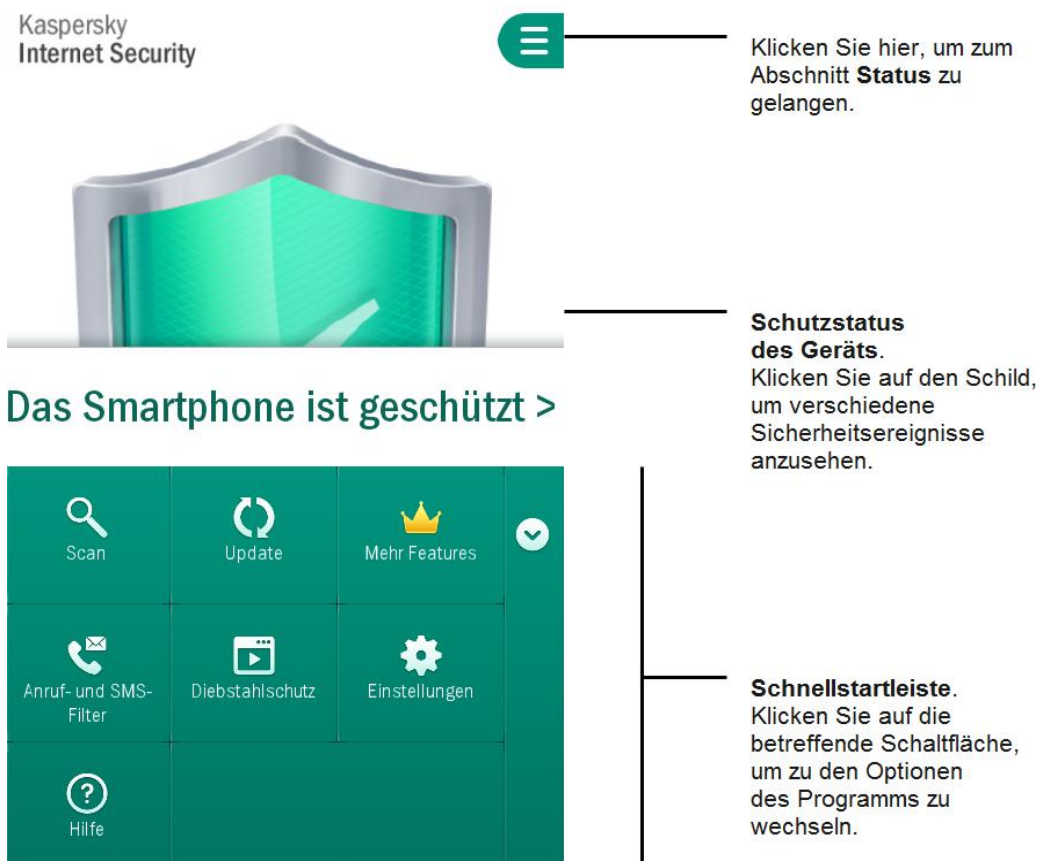 Kaspersky
Internet Security
Klicken Sie hier, um zum
Abschnitt Status zu
gelangen.
Schutzstatus
des Geräts.
Klicken Sie auf den Schild,
um verschiedene
Sicherheitsereignisse
anzusehen.
Das Smartphone ist geschützt >
Scan
Update
Mehr Features
Anruf- und SMS-
Filter
Diebstahlschutz
Einstellungen
Hilfe
Schnellstartleiste.
Klicken Sie auf die
betreffende Schaltfläche,
um zu den Optionen
des Programms zu
wechseln.